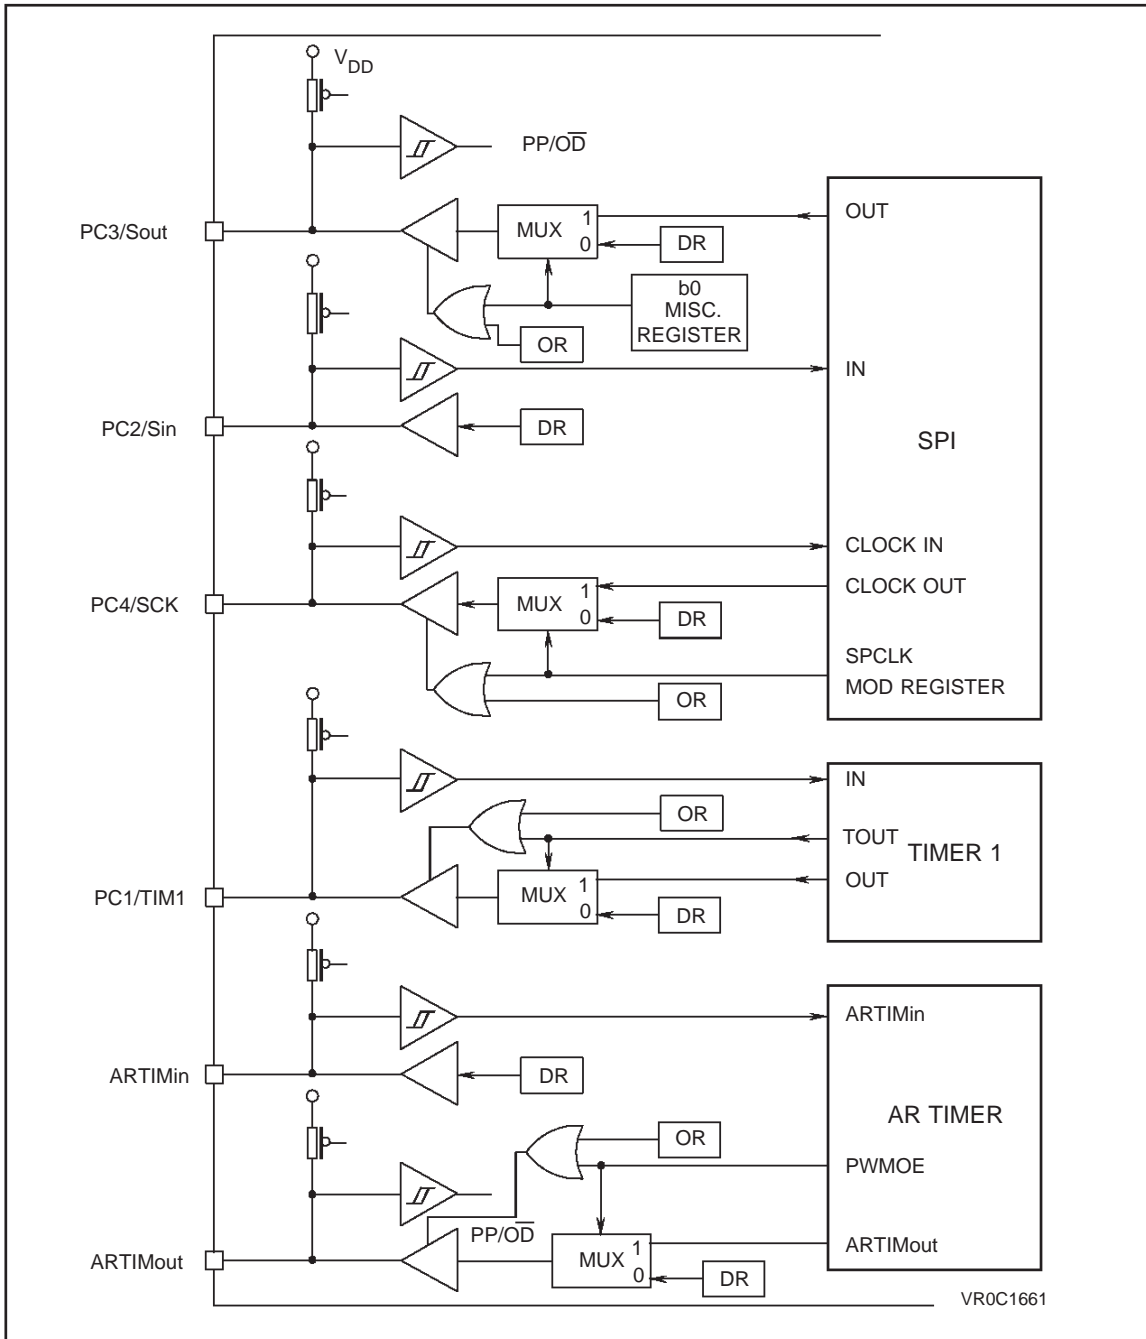 V<sub>DD</sub>
PP/OD̅
PC3/Sout
MUX
1
0
OUT
DR
b0
MISC.
REGISTER
OR
IN
PC2/Sin
DR
SPI
CLOCK IN
CLOCK OUT
PC4/SCK
MUX
1
0
DR
SPCLK
MOD REGISTER
OR
IN
OR
TOUT
TIMER 1
OUT
PC1/TIM1
MUX
1
0
DR
ARTIMin
ARTIMin
DR
AR TIMER
OR
PWMOE
PP/OD̅
ARTIMout
MUX
1
0
ARTIMout
DR
VR0C1661